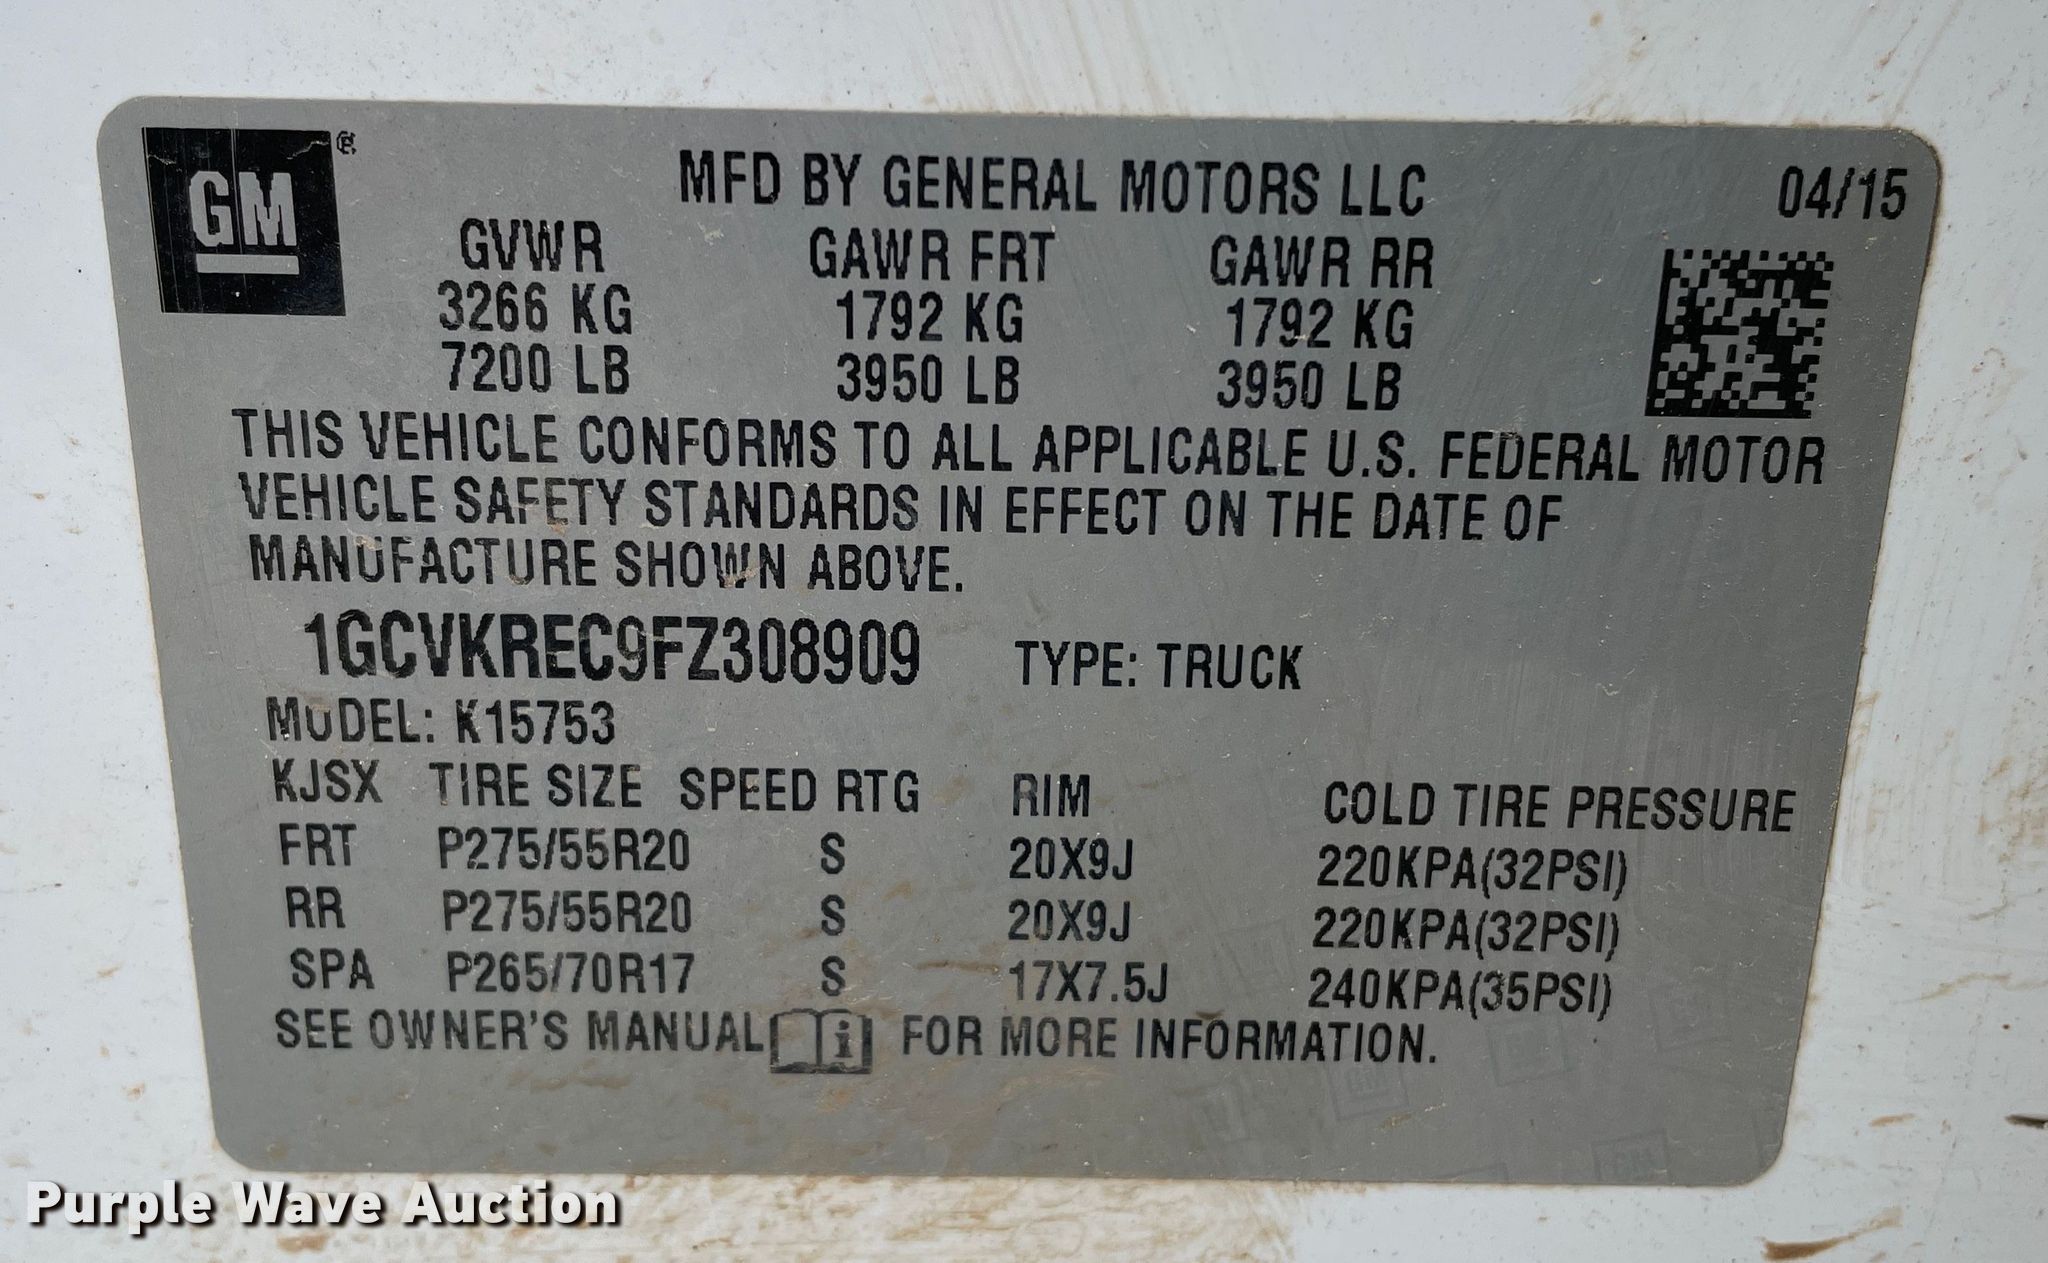 GM ®
MFD BY GENERAL MOTORS LLC 04/15
GVWR GAWR FRT GAWR RR
3266 KG 1792 KG 1792 KG
7200 LB 3950 LB 3950 LB
THIS VEHICLE CONFORMS TO ALL APPLICABLE U.S. FEDERAL MOTOR
VEHICLE SAFETY STANDARDS IN EFFECT ON THE DATE OF
MANUFACTURE SHOWN ABOVE.
1GCVKREC9FZ308909 TYPE: TRUCK
MODEL: K15753
KJSX TIRE SIZE SPEED RTG RIM COLD TIRE PRESSURE
FRT P275/55R20 S 20X9J 220KPA(32PSI)
RR P275/55R20 S 20X9J 220KPA(32PSI)
SPA P265/70R17 S 17X7.5J 240KPA(35PSI)
SEE OWNER'S MANUAL i FOR MORE INFORMATION.
Purple Wave Auction